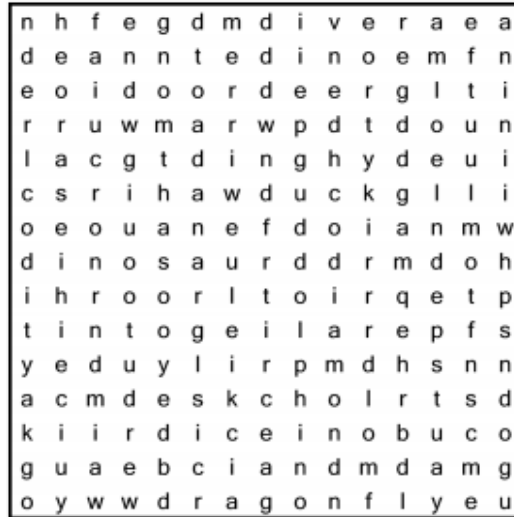 n h f e g d m d i v e r a e a
d e a n n t e d i n o e m f n
e o i d o o r d e e r g l t i
r r u w m a r w p d t d o u n
l a c g t d i n g h y d e u i
c s r i h a w d u c k g l l i
o e o u a n e f d o i a n m w
d i n o s a u r d d r m d o h
i h r o o r l t o i r q e t p
t i n t o g e i l a r e p f s
y e d u y l i r p m d h s n n
a c m d e s k c h o l r t s d
k i i r d i c e i n o b u c o
g u a e b c i a n d m d a m g
o y w w d r a g o n f l y e u